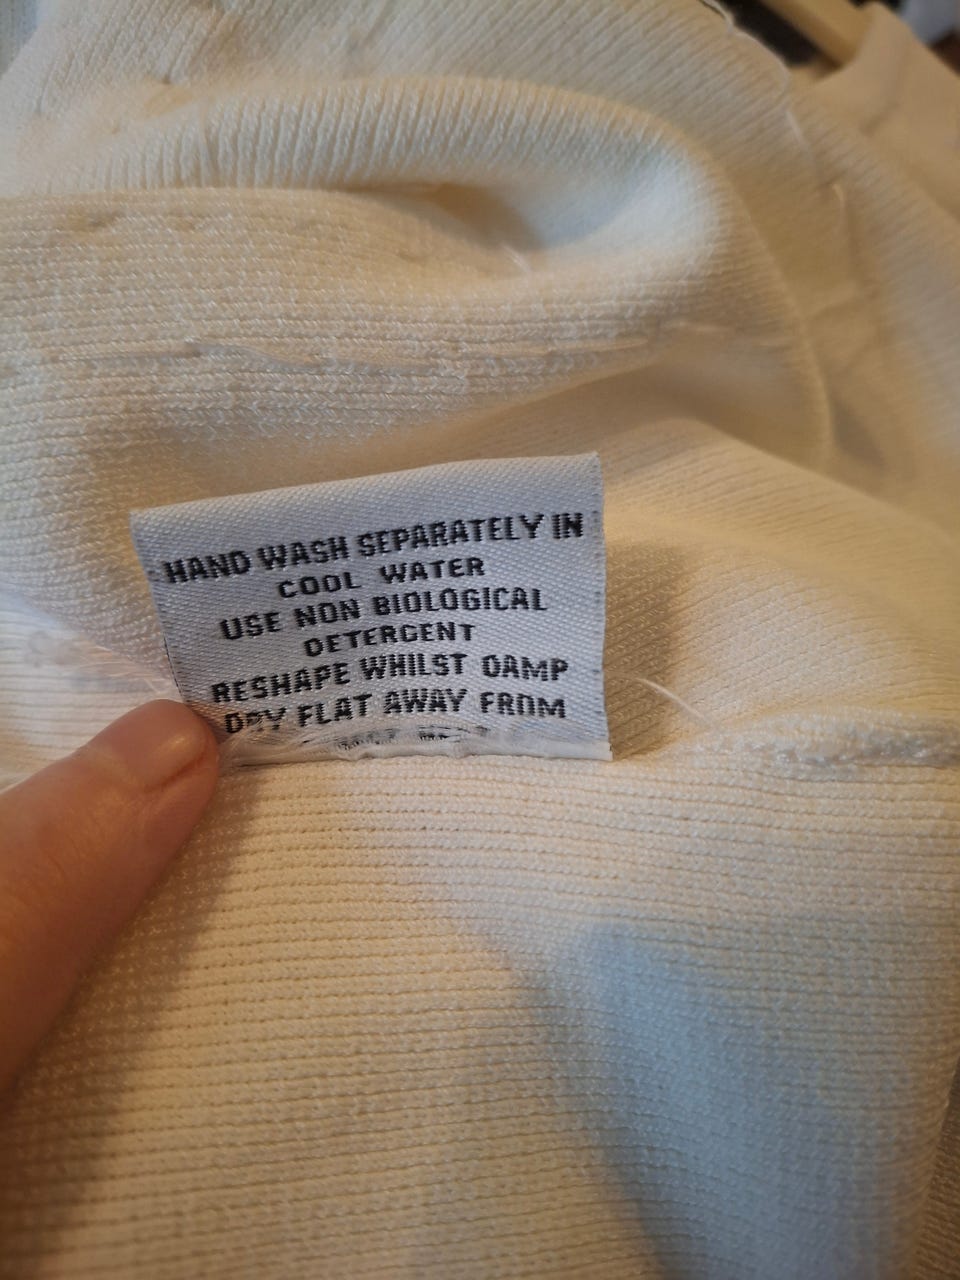 HAND WASH SEPARATELY IN
COOL WATER
USE NON BIOLOGICAL
DETERGENT
RESHAPE WHILST DAMP
DRY FLAT AWAY FROM